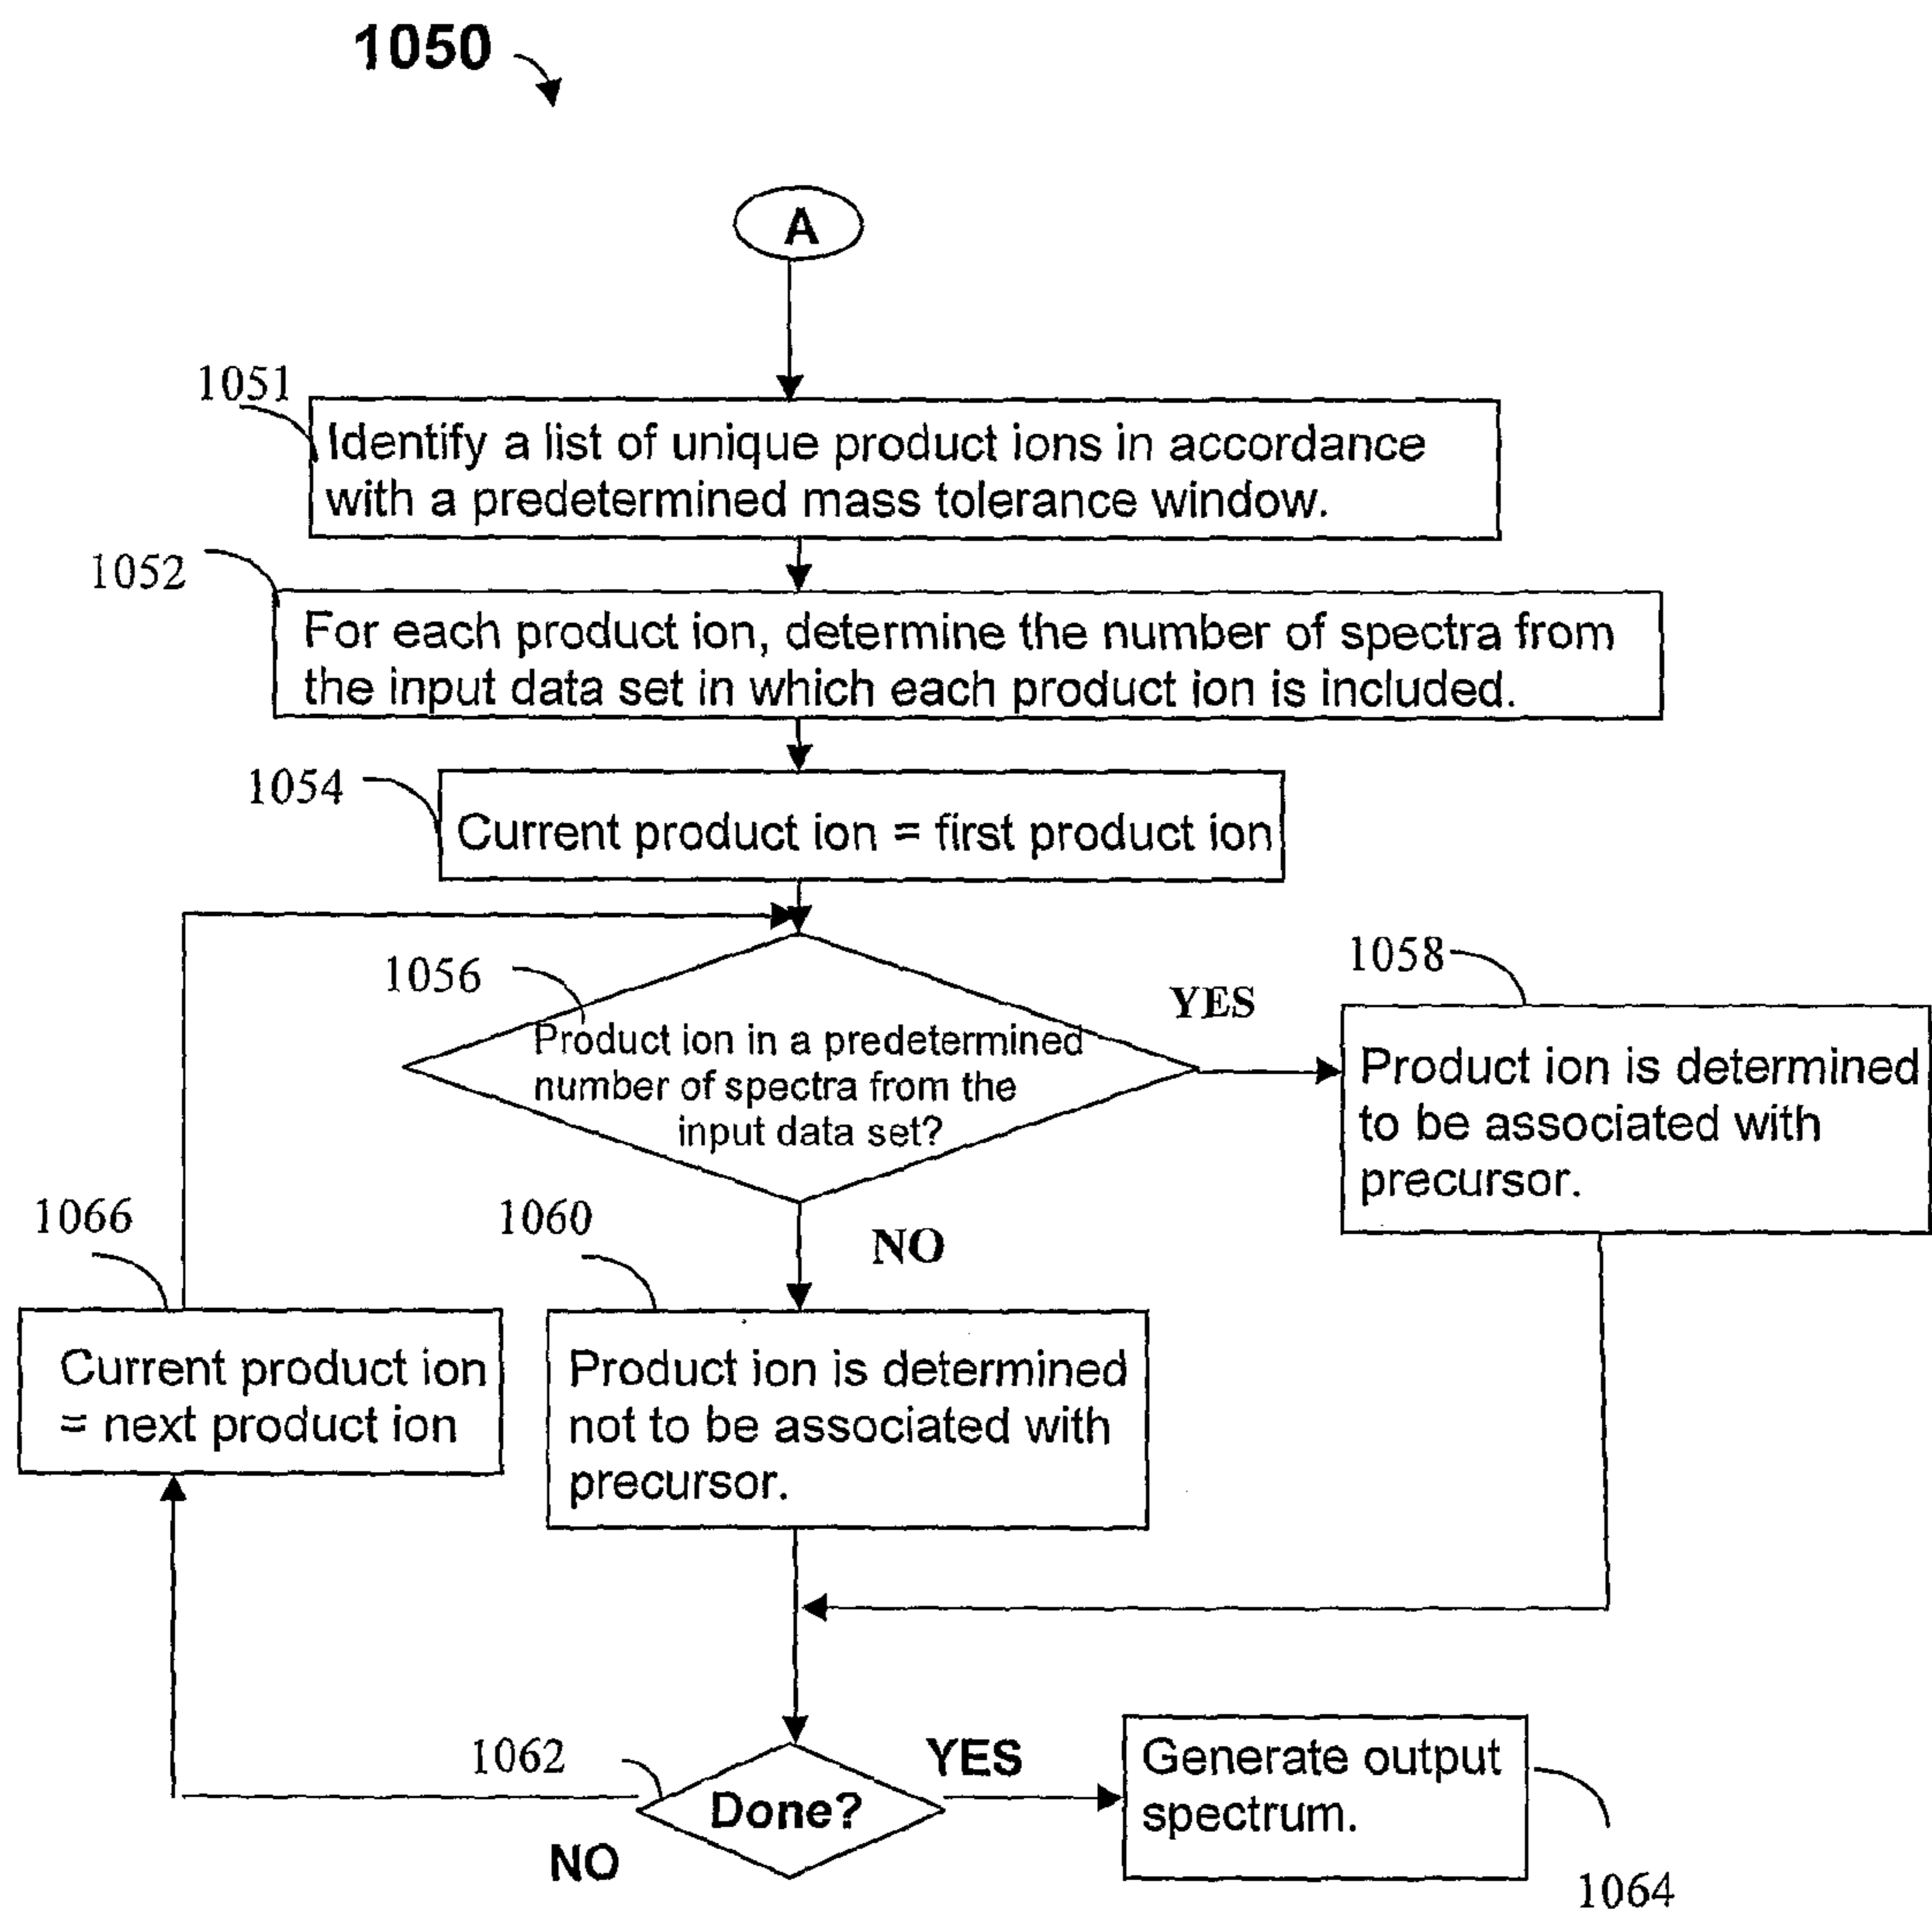 1050
A
1051
Identify a list of unique product ions in accordance
with a predetermined mass tolerance window.
1052
For each product ion, determine the number of spectra from
the input data set in which each product ion is included.
1054
Current product ion = first product ion
1056
Product ion in a predetermined
number of spectra from the
input data set?
YES
1058
Product ion is determined
to be associated with
precursor.
NO
1066
Current product ion
= next product ion
1060
Product ion is determined
not to be associated with
precursor.
1062
Done?
YES
NO
Generate output
spectrum.
1064